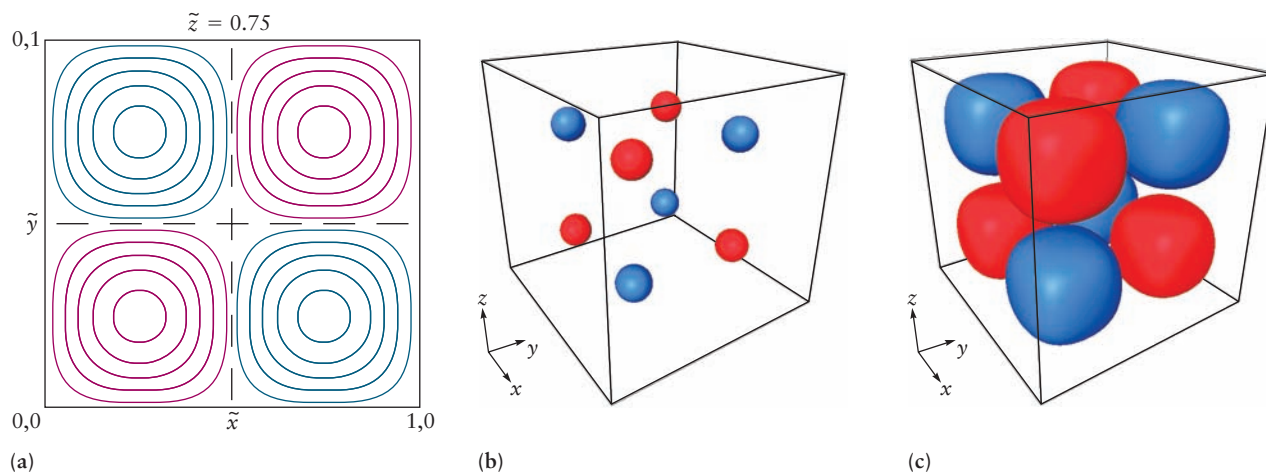 z̃ = 0.75
0,1
ỹ
0,0
x̃
1,0
(a)
z
y
x
(b)
z
y
x
(c)